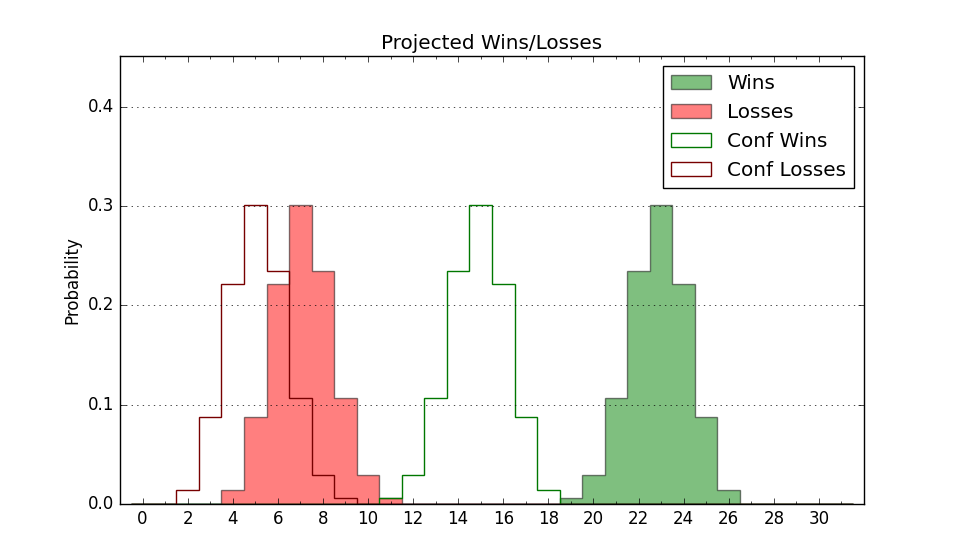 Projected Wins/Losses
Wins
Losses
Conf Wins
Conf Losses
Probability
0.4
0.3
0.2
0.1
0.0
0 2 4 6 8 10 12 14 16 18 20 22 24 26 28 30